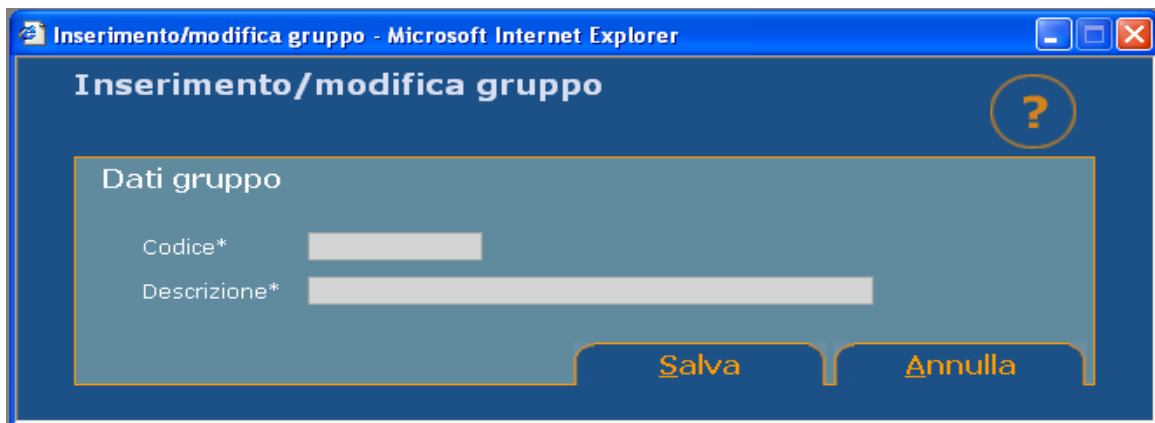 Inserimento/modifica gruppo - Microsoft Internet Explorer
Inserimento/modifica gruppo
?
Dati gruppo
Codice*
Descrizione*
Salva Annulla